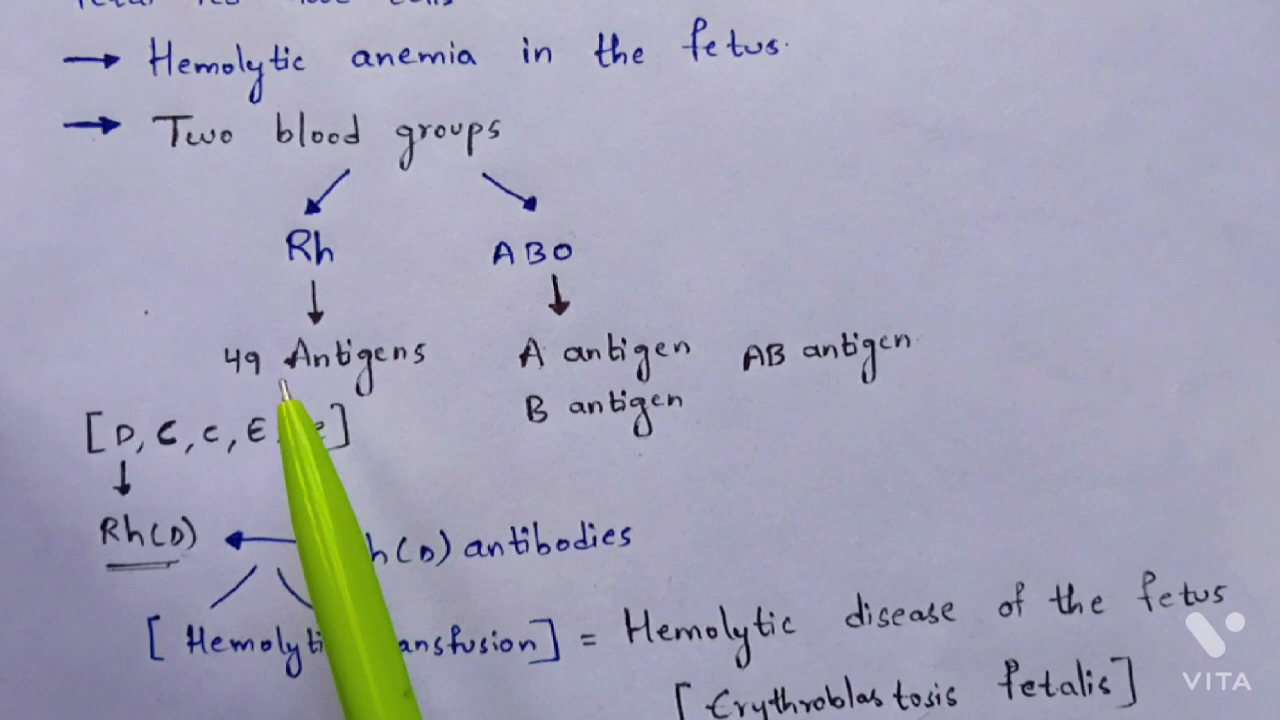 → Hemolytic anemia in the fetus.
→ Two blood groups
Rh ABO
49 Antigens A antigen AB antigen
[D, C, c, E, e] B antigen
Rh(D) ← h(D) antibodies
[Hemolyti ansfusion] = Hemolytic disease of the fetus
[Erythroblastosis fetalis]
VITA